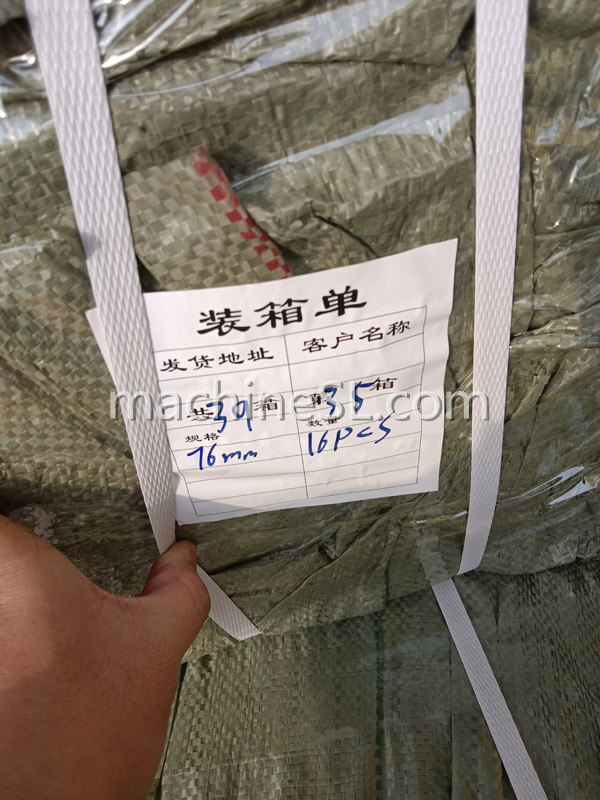 装箱单
发货地址 客户名称
共39箱 第35箱
规格 数量
76mm 16Pcs
machineSE.com